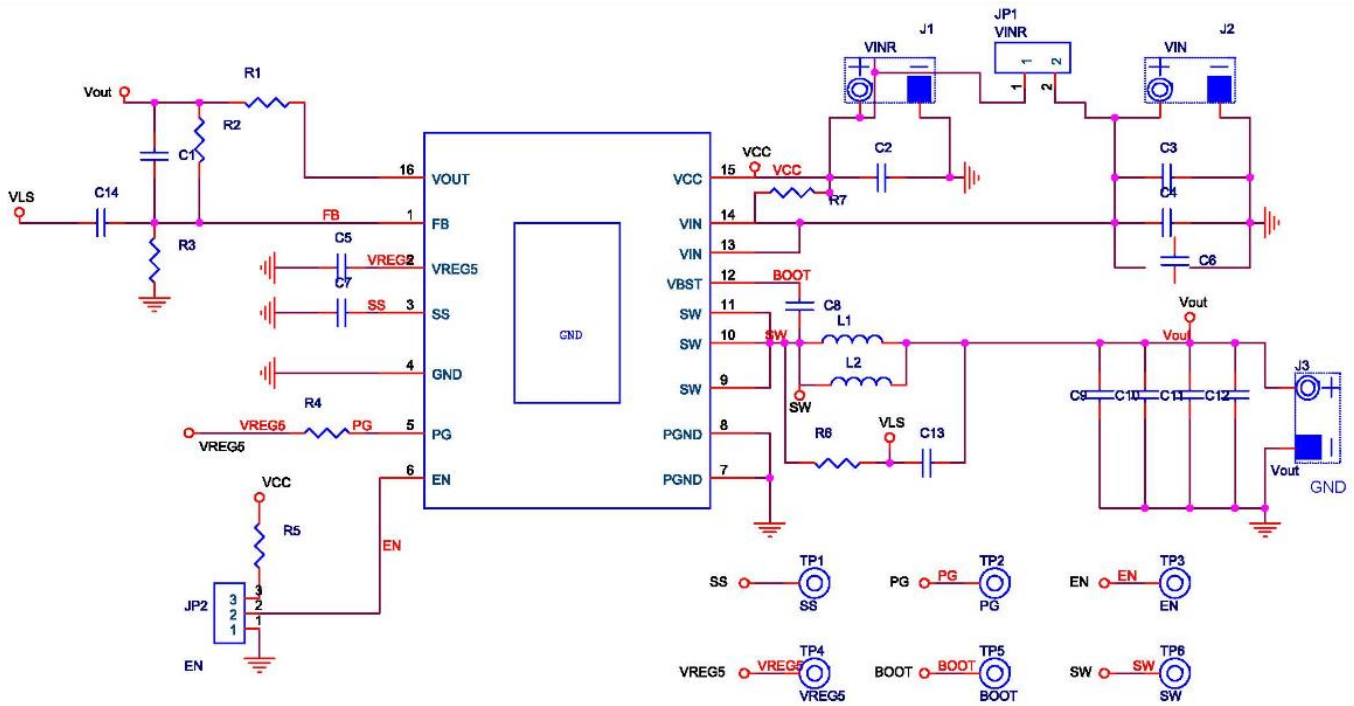 JP1
J1
VINR
J2
VINR
VIN
1
2
1
2
R1
Vout
R2
C1
16
VOUT
VCC
15
VCC
VCC
C2
C3
R7
C4
C14
VLS
FB
1
FB
VIN
14
R3
C5
VREG5
2
VREG5
VIN
13
C6
C7
VBST
12
BOOT
C8
SS
3
SS
SW
11
L1
Vout
GND
SW
10
SW
Vout
4
GND
L2
J3
SW
9
SW
C9
C10
C11
C12
R4
VREG5
PG
5
PG
PGND
8
VLS
R6
C13
VREG5
Vout
6
EN
PGND
7
GND
VCC
R5
EN
JP2
3
3
2
2
1
1
EN
SS
TP1
SS
PG
PG
TP2
PG
EN
EN
TP3
EN
VREG5
VREG5
TP4
VREG5
BOOT
BOOT
TP5
BOOT
SW
SW
TP6
SW